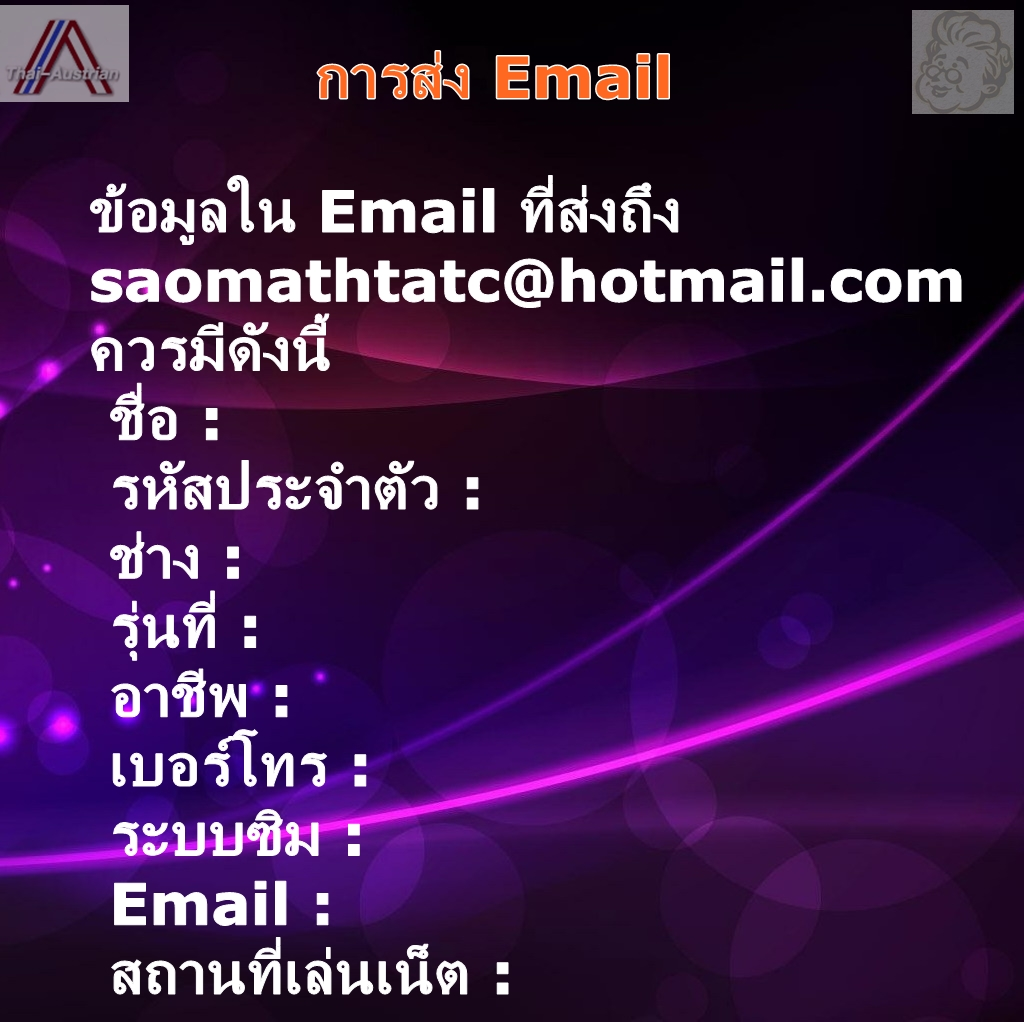 Thai-Austrian
การส่ง Email
ข้อมูลใน Email ที่ส่งถึง
saomathtatc@hotmail.com
ควรมีดังนี้
ชื่อ :
รหัสประจำตัว :
ช่าง :
รุ่นที่ :
อาชีพ :
เบอร์โทร :
ระบบซิม :
Email :
สถานที่เล่นเน็ต :